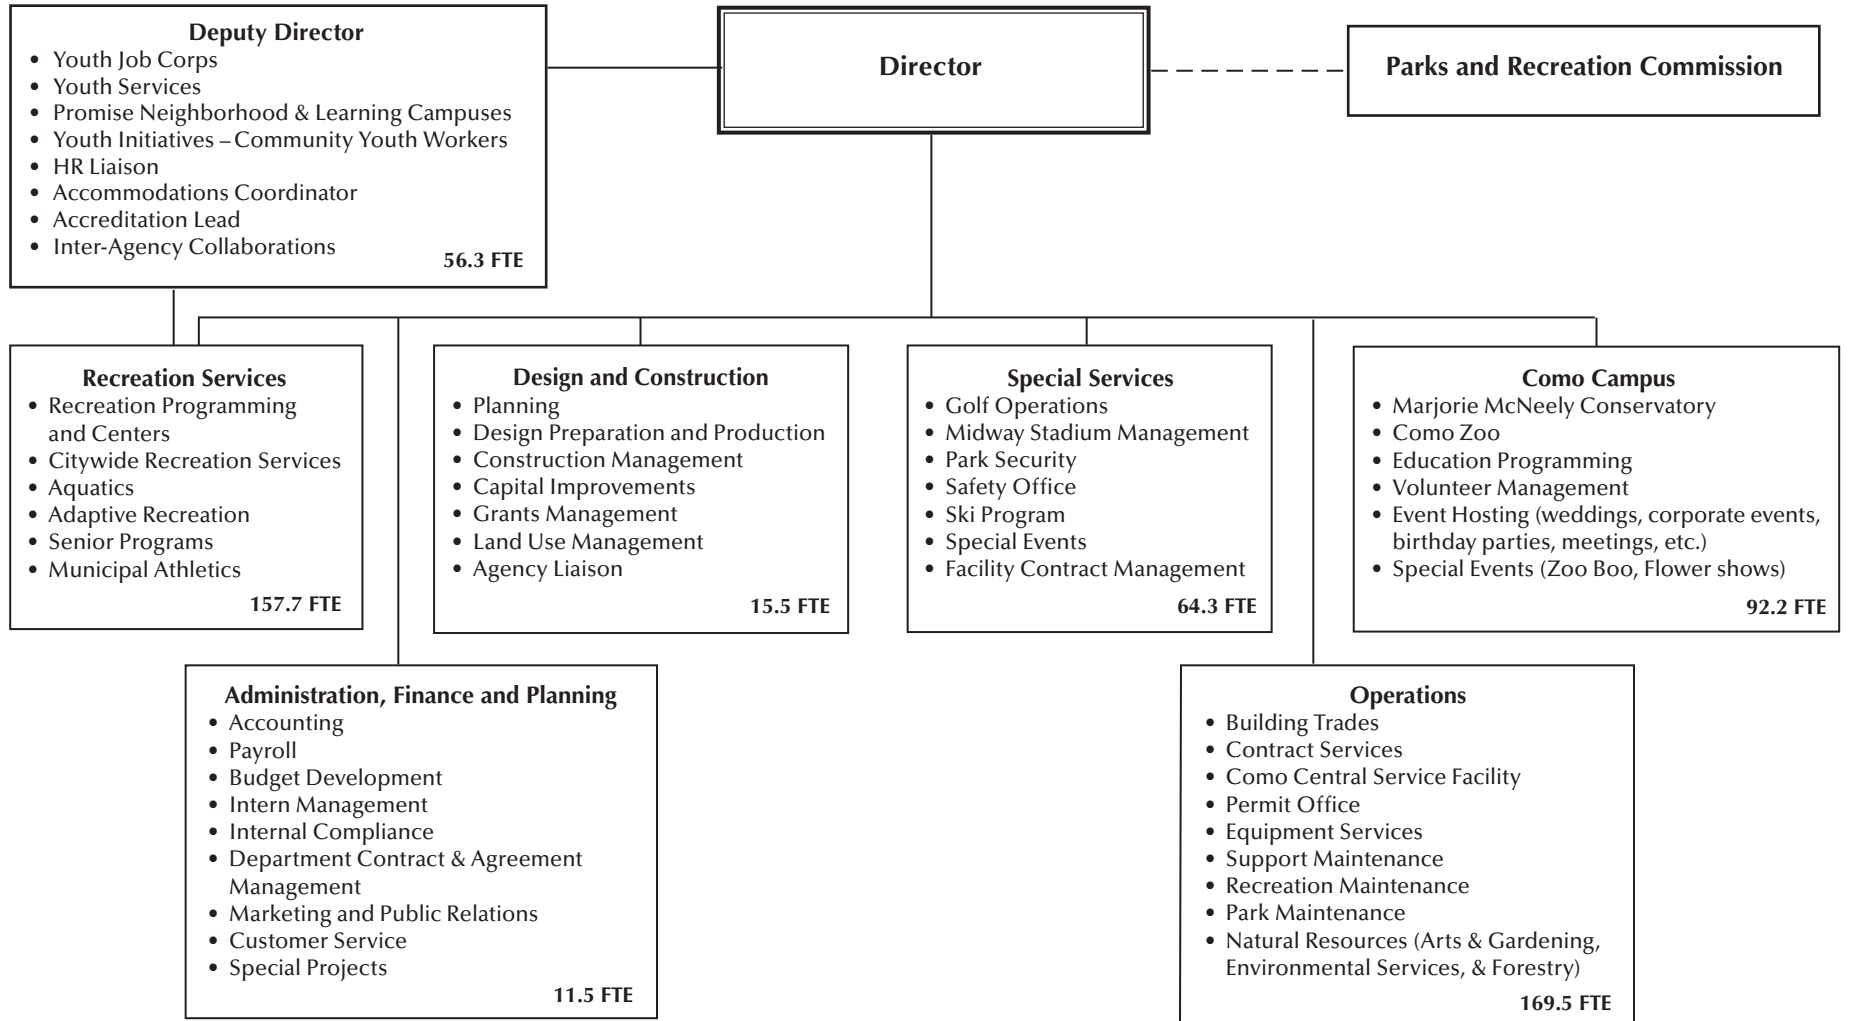 Deputy Director
• Youth Job Corps
• Youth Services
• Promise Neighborhood & Learning Campuses
• Youth Initiatives – Community Youth Workers
• HR Liaison
• Accommodations Coordinator
• Accreditation Lead
• Inter-Agency Collaborations
56.3 FTE
Director
Parks and Recreation Commission
Recreation Services
• Recreation Programming
and Centers
• Citywide Recreation Services
• Aquatics
• Adaptive Recreation
• Senior Programs
• Municipal Athletics
157.7 FTE
Design and Construction
• Planning
• Design Preparation and Production
• Construction Management
• Capital Improvements
• Grants Management
• Land Use Management
• Agency Liaison
15.5 FTE
Special Services
• Golf Operations
• Midway Stadium Management
• Park Security
• Safety Office
• Ski Program
• Special Events
• Facility Contract Management
64.3 FTE
Como Campus
• Marjorie McNeely Conservatory
• Como Zoo
• Education Programming
• Volunteer Management
• Event Hosting (weddings, corporate events,
birthday parties, meetings, etc.)
• Special Events (Zoo Boo, Flower shows)
92.2 FTE
Administration, Finance and Planning
• Accounting
• Payroll
• Budget Development
• Intern Management
• Internal Compliance
• Department Contract & Agreement
Management
• Marketing and Public Relations
• Customer Service
• Special Projects
11.5 FTE
Operations
• Building Trades
• Contract Services
• Como Central Service Facility
• Permit Office
• Equipment Services
• Support Maintenance
• Recreation Maintenance
• Park Maintenance
• Natural Resources (Arts & Gardening,
Environmental Services, & Forestry)
169.5 FTE